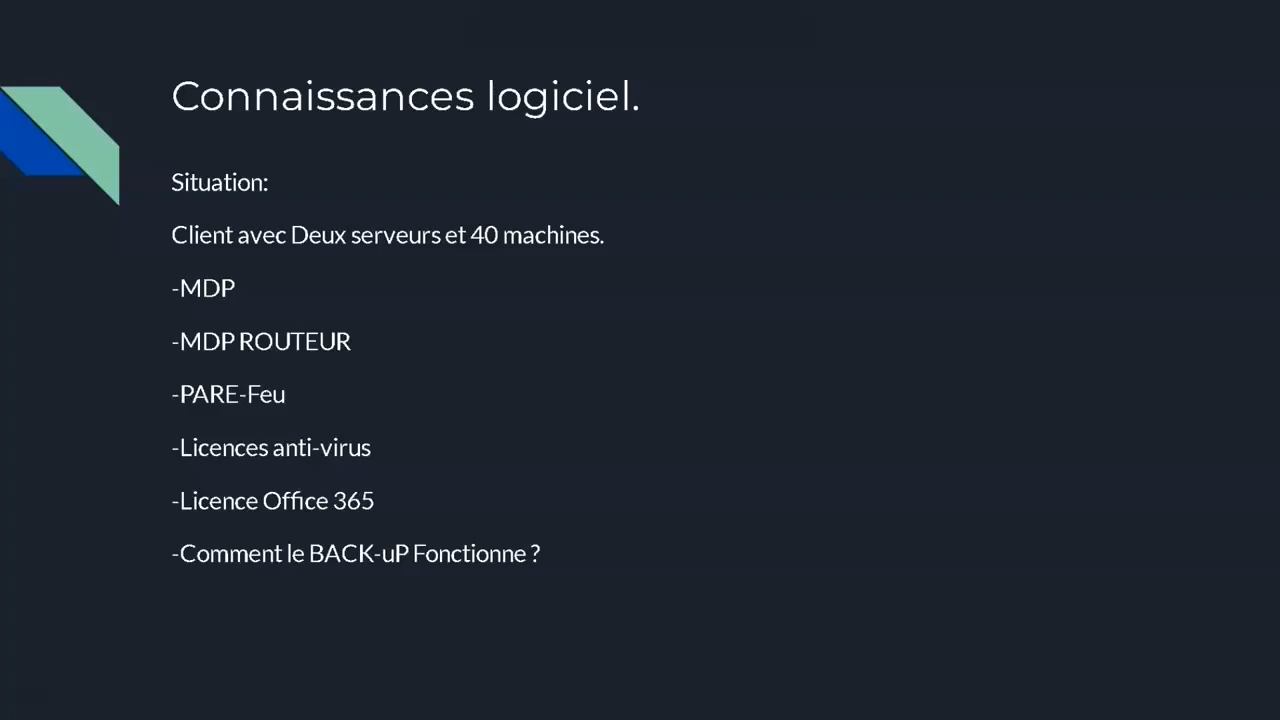 Connaissances logiciel.
Situation:
Client avec Deux serveurs et 40 machines.
-MDP
-MDP ROUTEUR
-PARE-Feu
-Licences anti-virus
-Licence Office 365
-Comment le BACK-uP Fonctionne ?